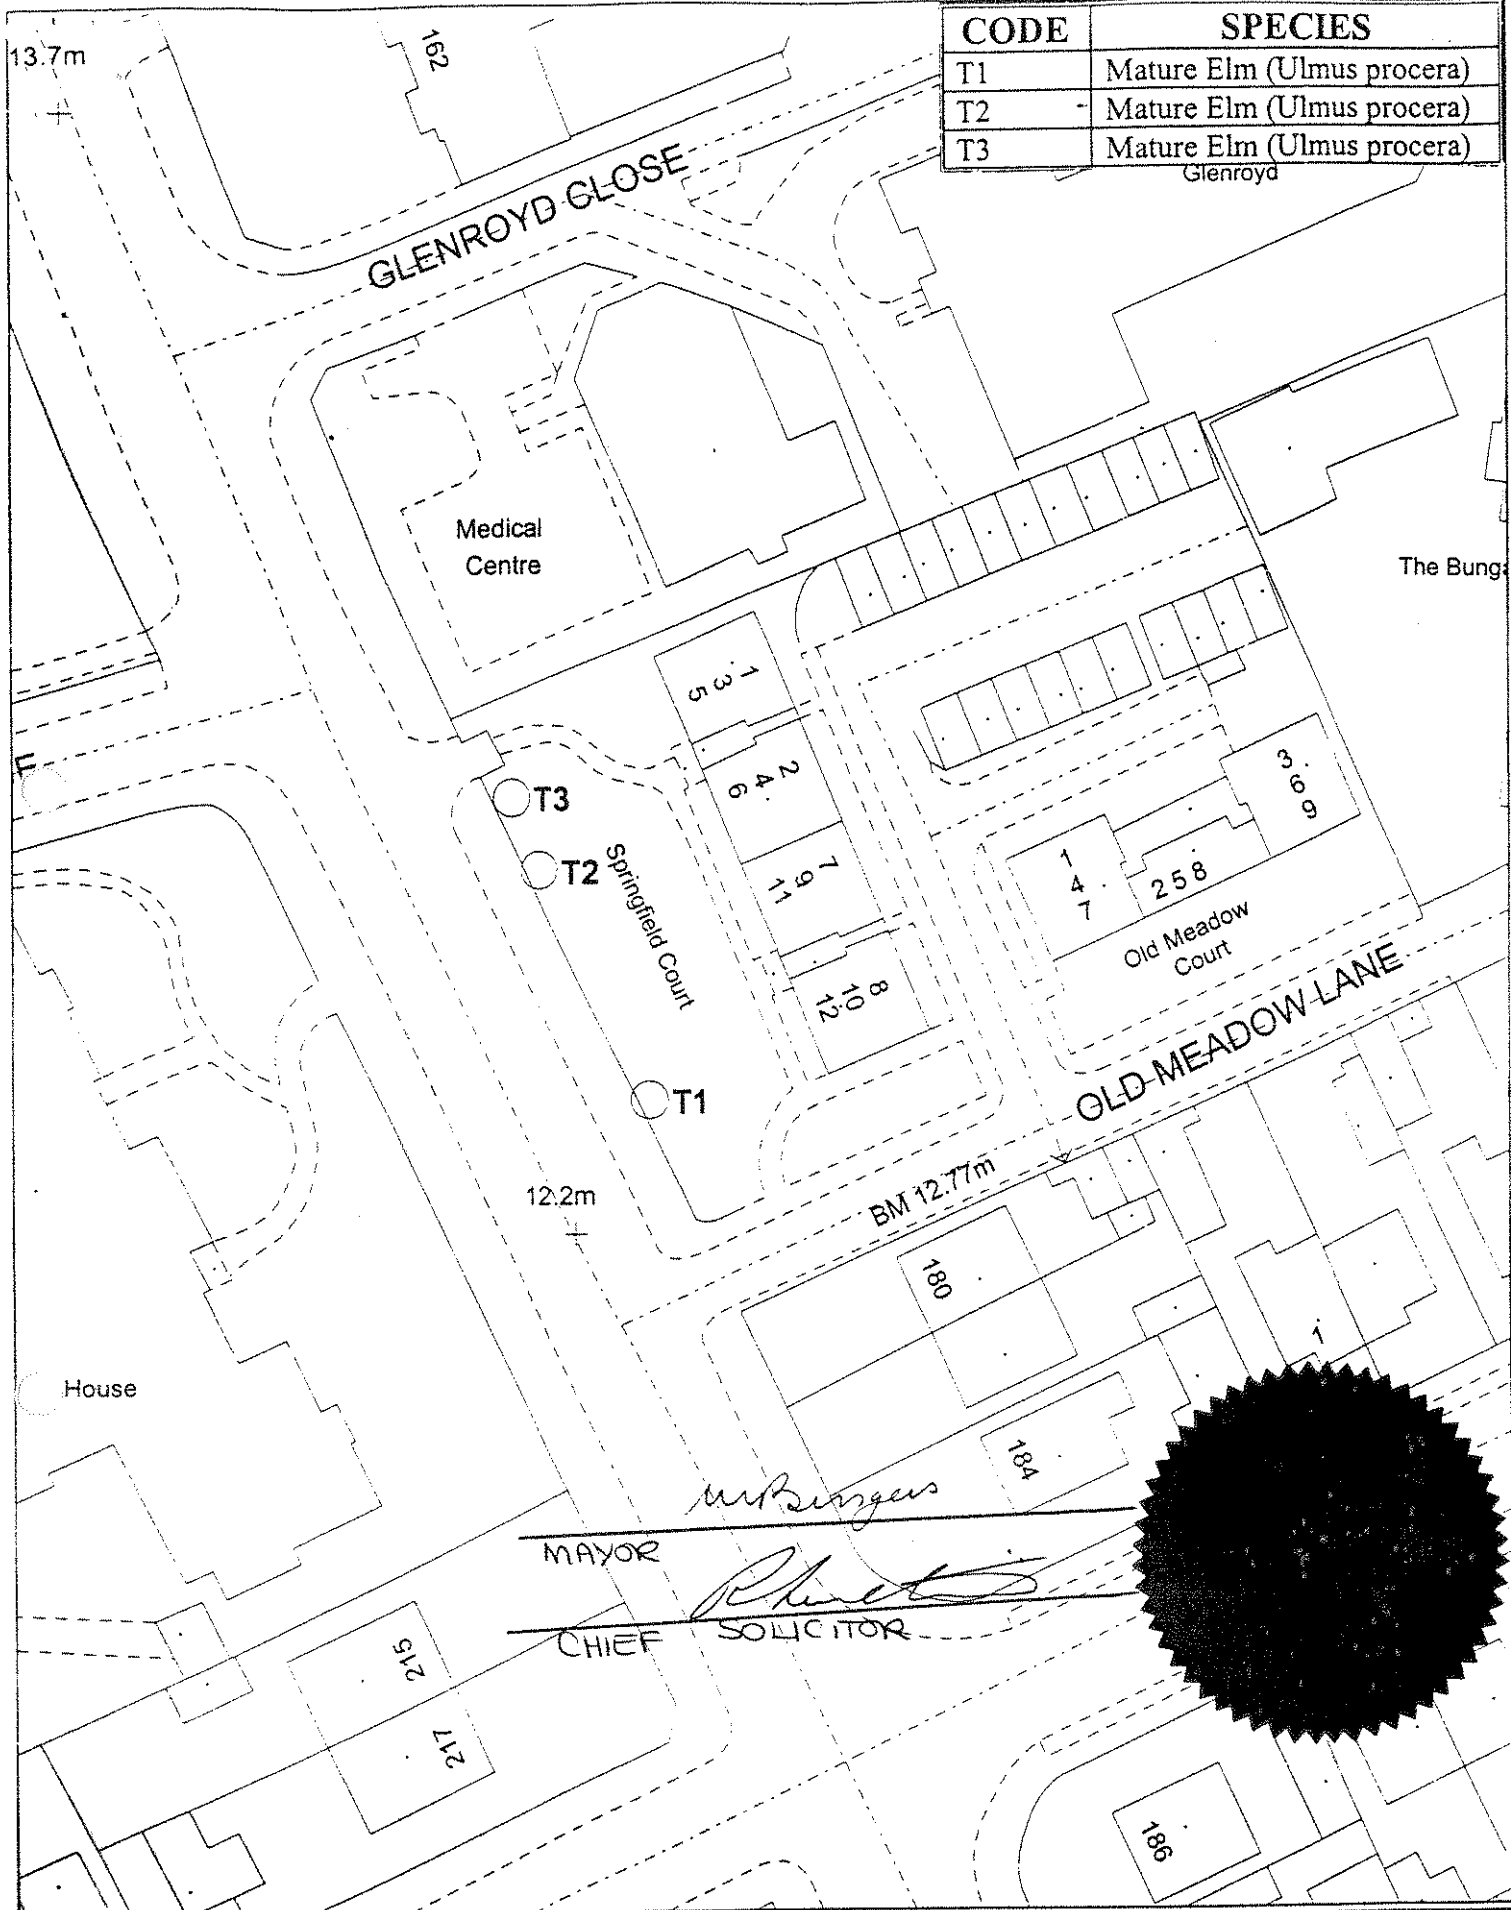 CODE SPECIES
T1 Mature Elm (Ulmus procera)
T2 - Mature Elm (Ulmus procera)
T3 Mature Elm (Ulmus procera)
13.7m
162
GLENROYD CLOSE
Glenroyd
Medical
Centre
The Bung
1
3
5
2
4
6
7
9
11
8
10
12
3
6
9
1
4
7
2 5 8
Old Meadow
Court
F
T3
T2
Springfield Court
T1
OLD MEADOW LANE
BM 12.77m
12.2m
180
1
House
184
MAYOR
CHIEF SOLICITOR
215
217
186